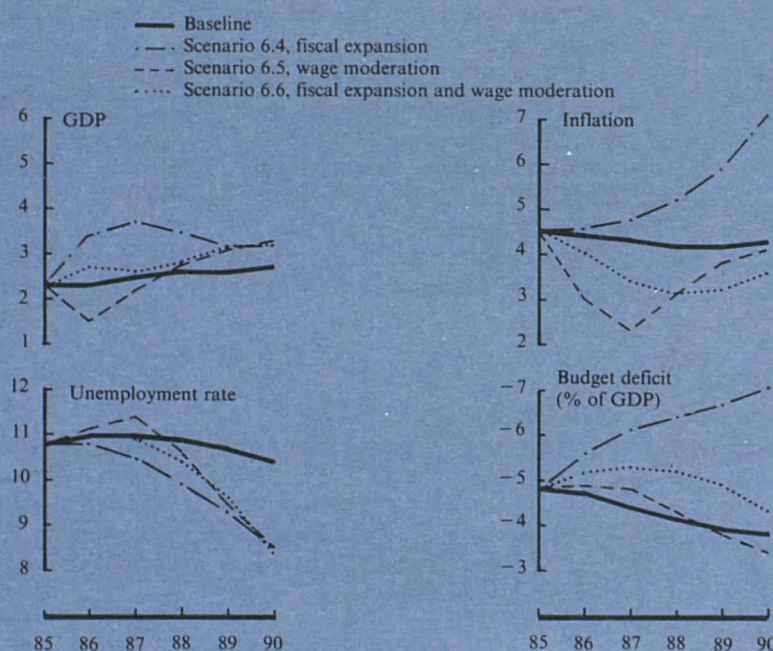 Baseline
Scenario 6.4, fiscal expansion
Scenario 6.5, wage moderation
Scenario 6.6, fiscal expansion and wage moderation
GDP
6
5
4
3
2
1
Inflation
7
6
5
4
3
2
Unemployment rate
12
11
10
9
8
Budget deficit
(% of GDP)
−7
−6
−5
−4
−3
85 86 87 88 89 90
85 86 87 88 89 90